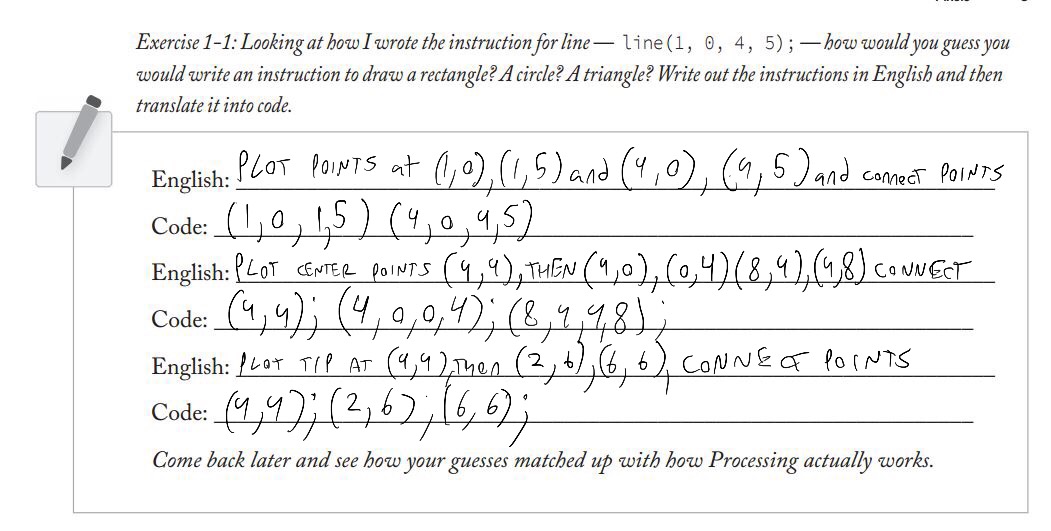 Exercise 1-1: Looking at how I wrote the instruction for line — line(1, 0, 4, 5); —how would you guess you
would write an instruction to draw a rectangle? A circle? A triangle? Write out the instructions in English and then
translate it into code.
English: PLOT POINTS at (1,0),(1,5) and (4,0), (4,5) and connect POINTS
Code: (1,0,1,5) (4,0,4,5)
English: PLOT CENTER POINTS (4,4), THEN (4,0),(0,4)(8,4),(4,8) CONNECT
Code: (4,4); (4,0,0,4); (8,4,4,8);
English: PLOT TIP AT (4,4),Then (2,6),(6,6), CONNECT POINTS
Code: (4,4); (2,6); (6,6);
Come back later and see how your guesses matched up with how Processing actually works.